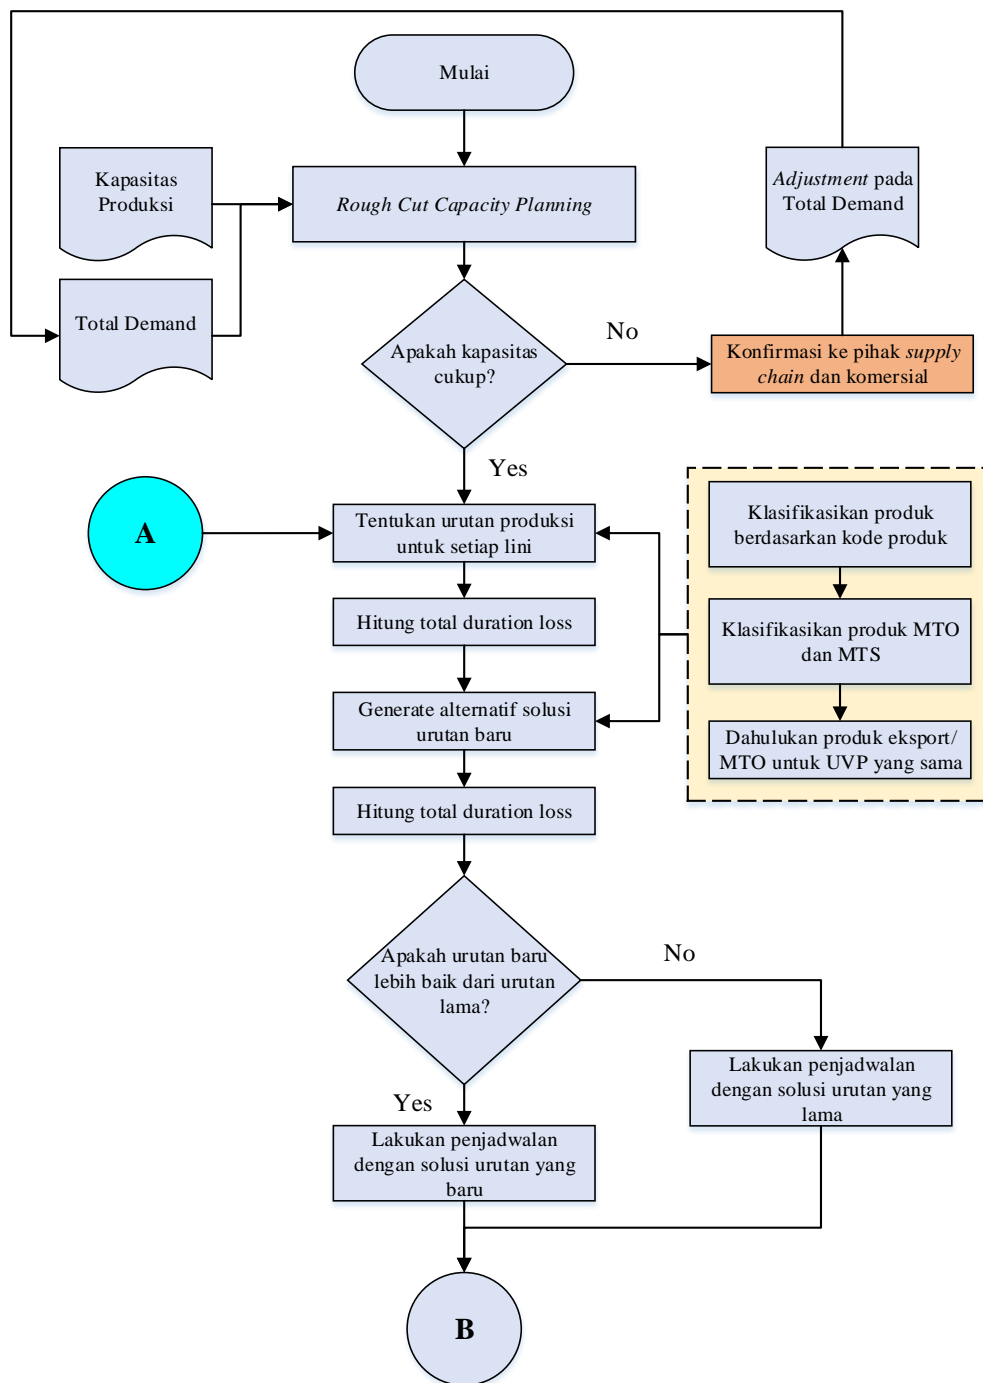 Mulai
Kapasitas
Produksi
Rough Cut Capacity Planning
Adjustment pada
Total Demand
Total Demand
Apakah kapasitas
cukup?
No
Konfirmasi ke pihak supply
chain dan komersial
Yes
A
Tentukan urutan produksi
untuk setiap lini
Klasifikasikan produk
berdasarkan kode produk
Hitung total duration loss
Klasifikasikan produk MTO
dan MTS
Generate alternatif solusi
urutan baru
Dahulukan produk eksport/
MTO untuk UVP yang sama
Hitung total duration loss
Apakah urutan baru
lebih baik dari urutan
lama?
No
Lakukan penjadwalan
dengan solusi urutan yang
lama
Yes
Lakukan penjadwalan
dengan solusi urutan yang
baru
B